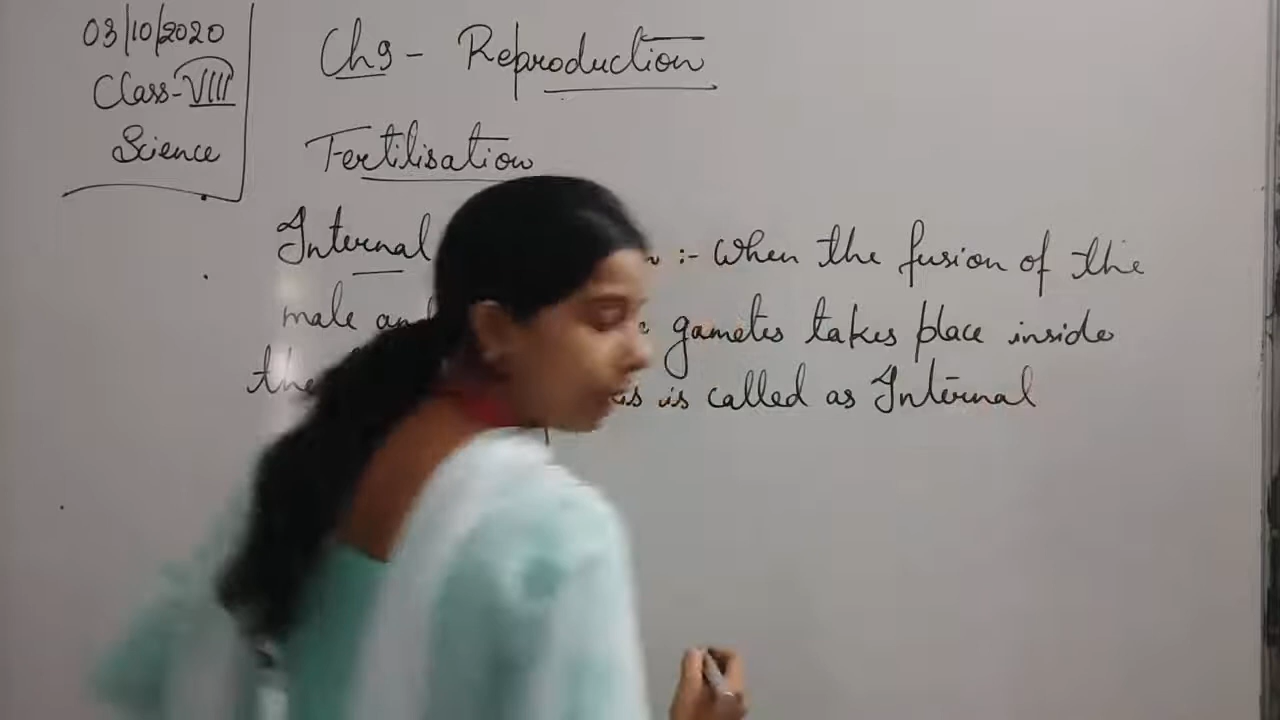 03/10/2020
Class-VIII
Science
Ch9 - Reproduction
Fertilisation
Internal :- When the fusion of the
male and gametes takes place inside
the is called as Internal